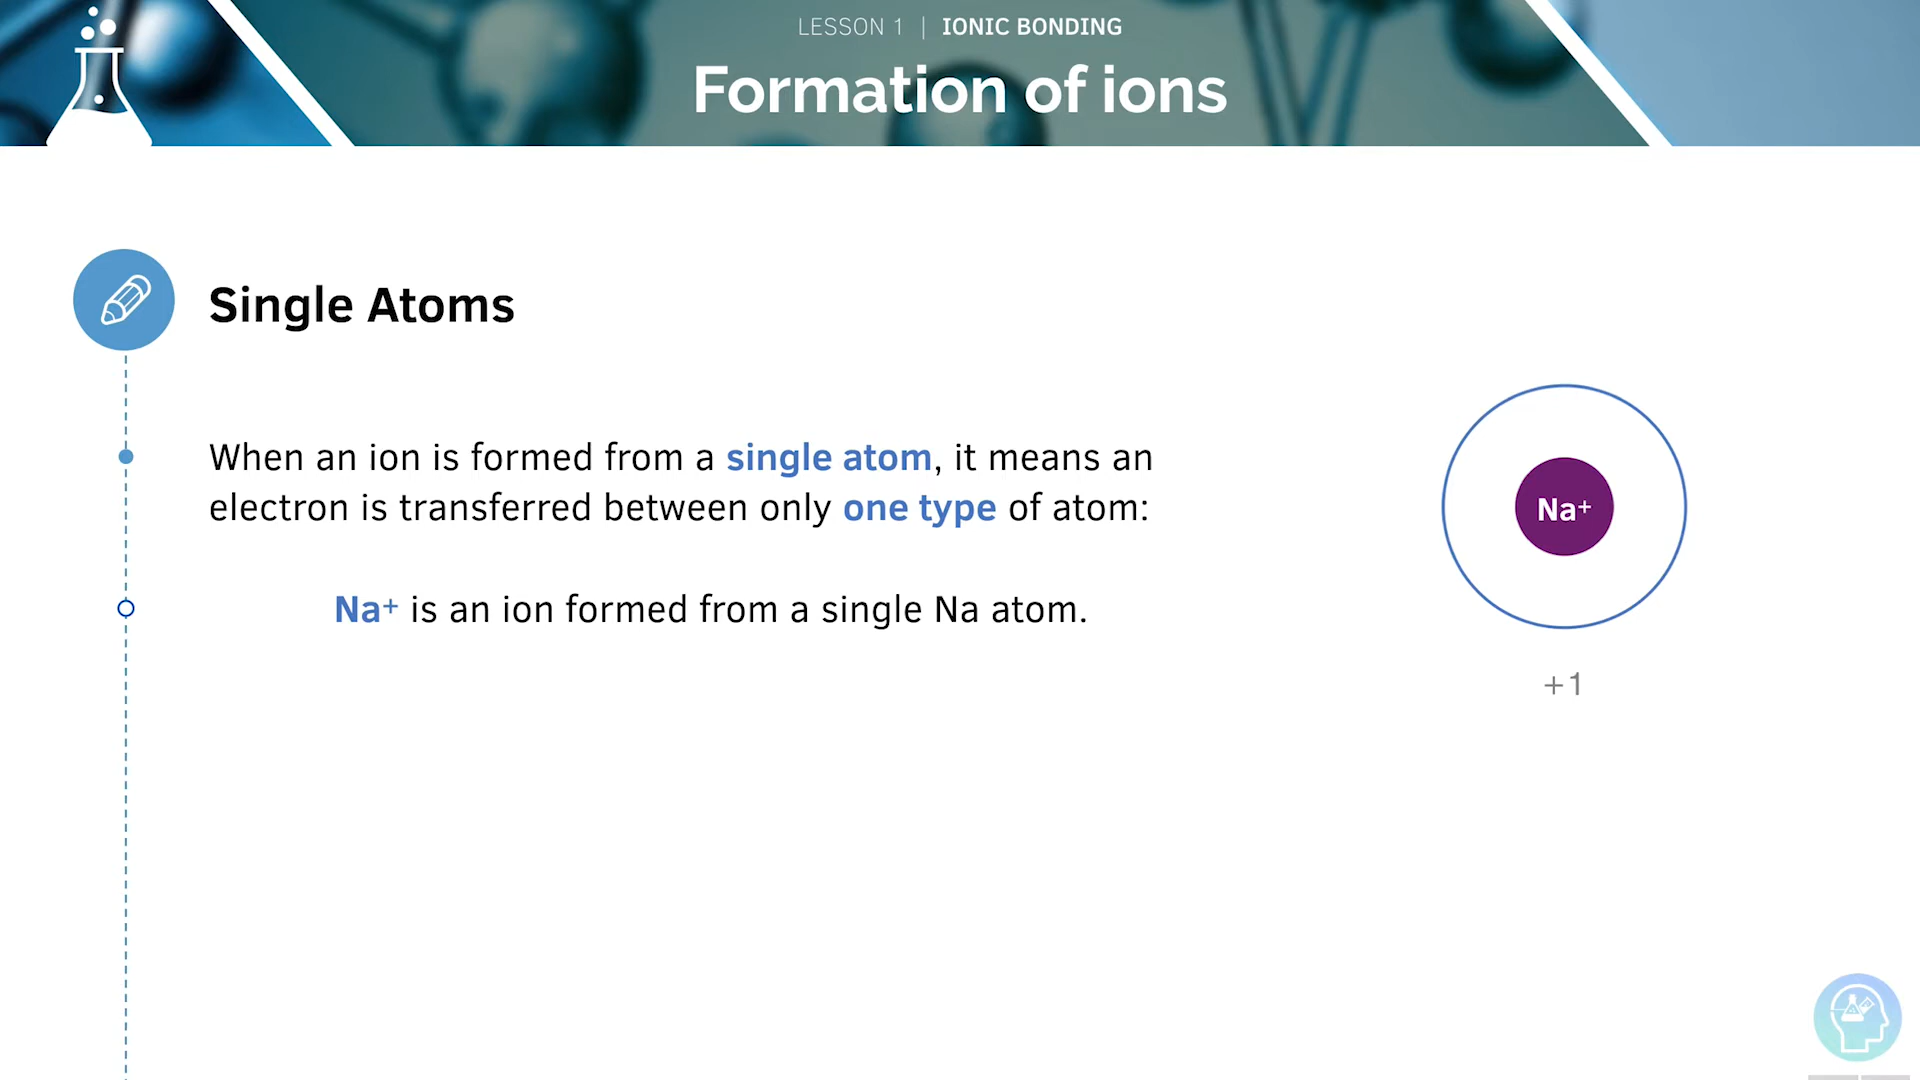 LESSON 1 | IONIC BONDING
Formation of ions
Single Atoms
When an ion is formed from a single atom, it means an
electron is transferred between only one type of atom:
Na⁺ is an ion formed from a single Na atom.
Na⁺
+1